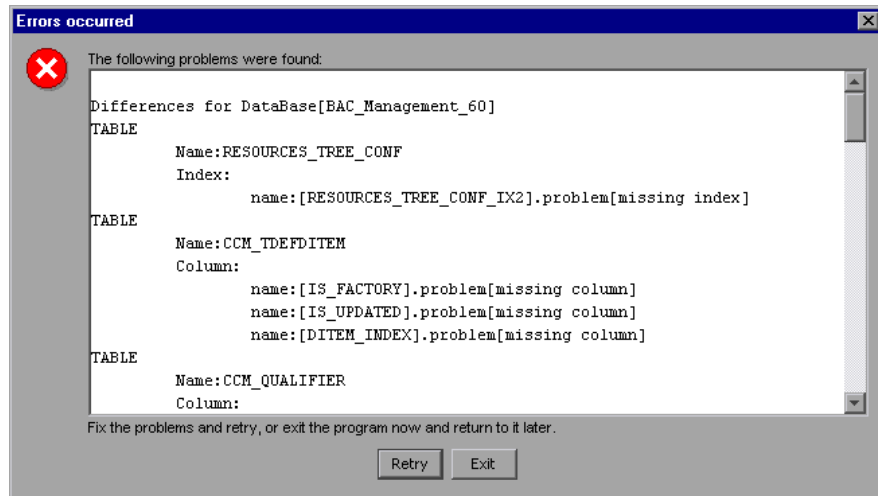 Errors occurred
The following problems were found:
Differences for DataBase[BAC_Management_60]
TABLE
Name:RESOURCES_TREE_CONF
Index:
name:[RESOURCES_TREE_CONF_IX2].problem[missing index]
TABLE
Name:CCM_TDEFDITEM
Column:
name:[IS_FACTORY].problem[missing column]
name:[IS_UPDATED].problem[missing column]
name:[DITEM_INDEX].problem[missing column]
TABLE
Name:CCM_QUALIFIER
Column:
Fix the problems and retry, or exit the program now and return to it later.
Retry Exit